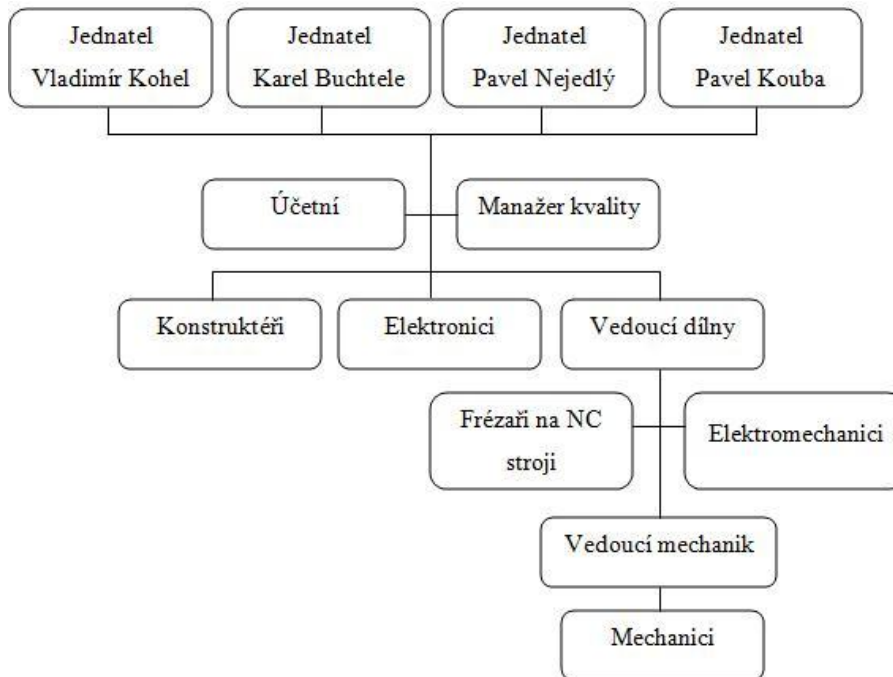 Jednatel
Vladimír Kohel
Jednatel
Karel Buchtele
Jednatel
Pavel Nejedlý
Jednatel
Pavel Kouba
Účetní
Manažer kvality
Konstruktéři
Elektronici
Vedoucí dílny
Frézaři na NC
stroji
Elektromechanici
Vedoucí mechanik
Mechanici